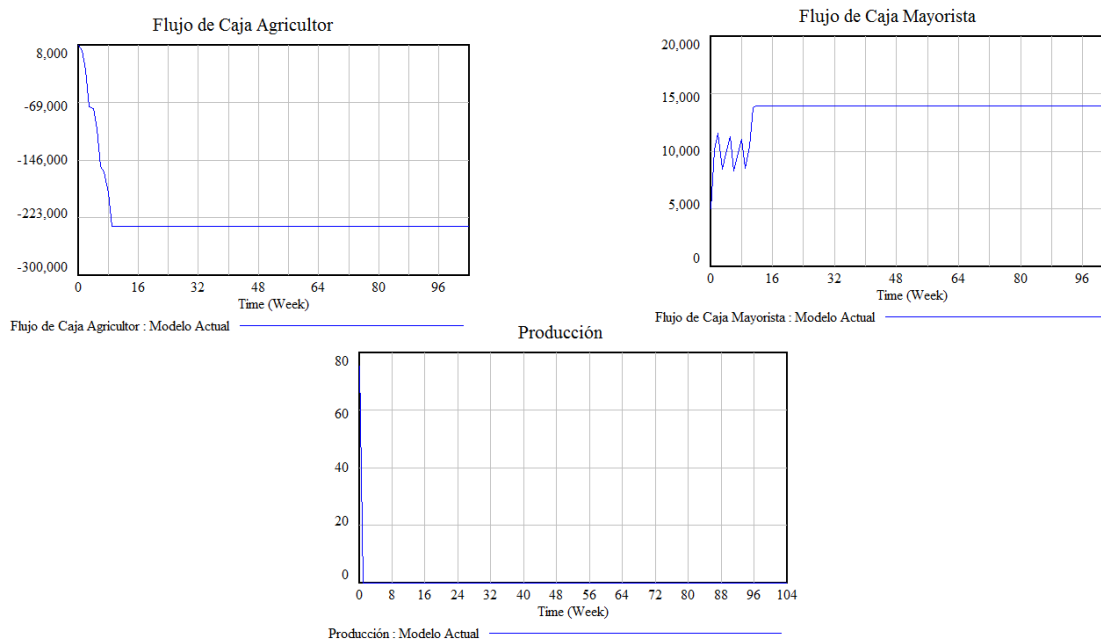 Flujo de Caja Agricultor
8,000
-69,000
-146,000
-223,000
-300,000
0 16 32 48 64 80 96
Time (Week)
Flujo de Caja Agricultor : Modelo Actual
Flujo de Caja Mayorista
20,000
15,000
10,000
5,000
0
0 16 32 48 64 80 96
Time (Week)
Flujo de Caja Mayorista : Modelo Actual
Producción
80
60
40
20
0
0 8 16 24 32 40 48 56 64 72 80 88 96 104
Time (Week)
Producción : Modelo Actual